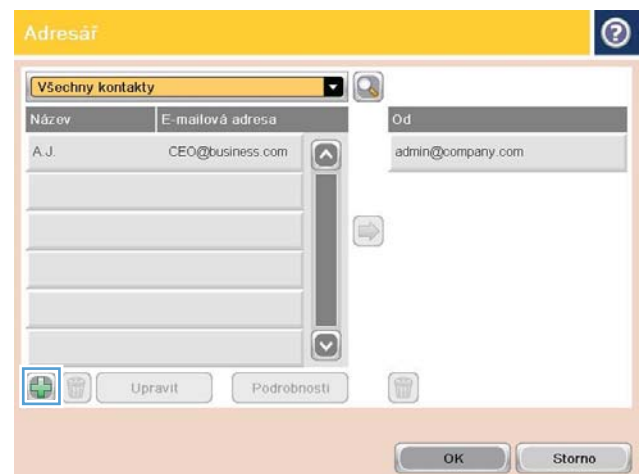 Adresář
Všechny kontakty
Název E-mailová adresa
Od
A.J. CEO@business.com
admin@company.com
Upravit Podrobnosti
OK Storno